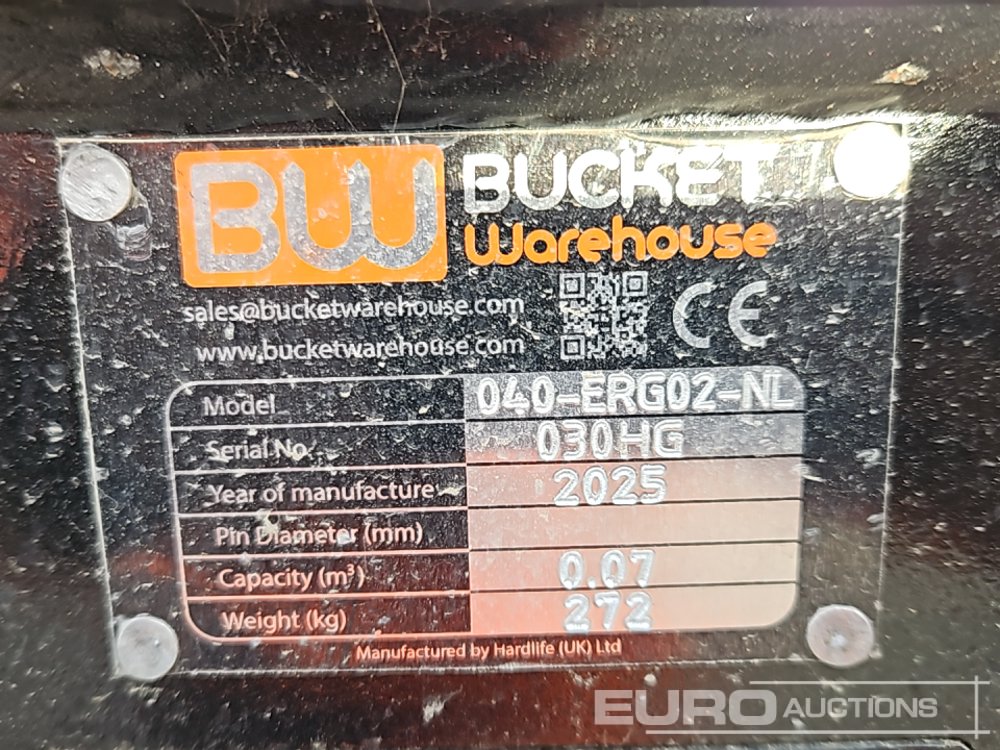 BW BUCKET
Warehouse
sales@bucketwarehouse.com
www.bucketwarehouse.com
CE
Model 040-ERG02-NL
Serial No. 030HG
Year of manufacture 2025
Pin Diameter (mm)
Capacity (m³) 0.07
Weight (kg) 272
Manufactured by Hardlife (UK) Ltd
EURO AUCTIONS